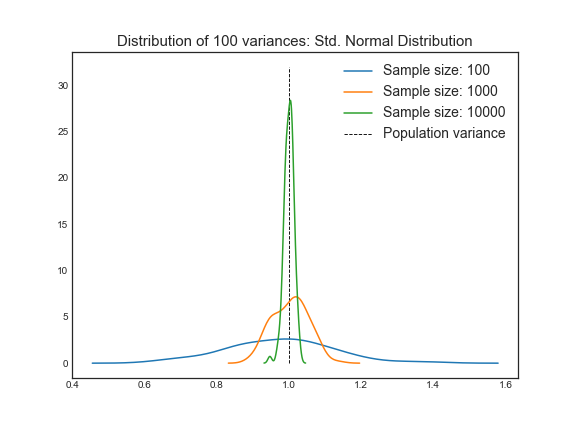 Distribution of 100 variances: Std. Normal Distribution
Sample size: 100
Sample size: 1000
Sample size: 10000
Population variance
30
25
20
15
10
5
0
0.4 0.6 0.8 1.0 1.2 1.4 1.6